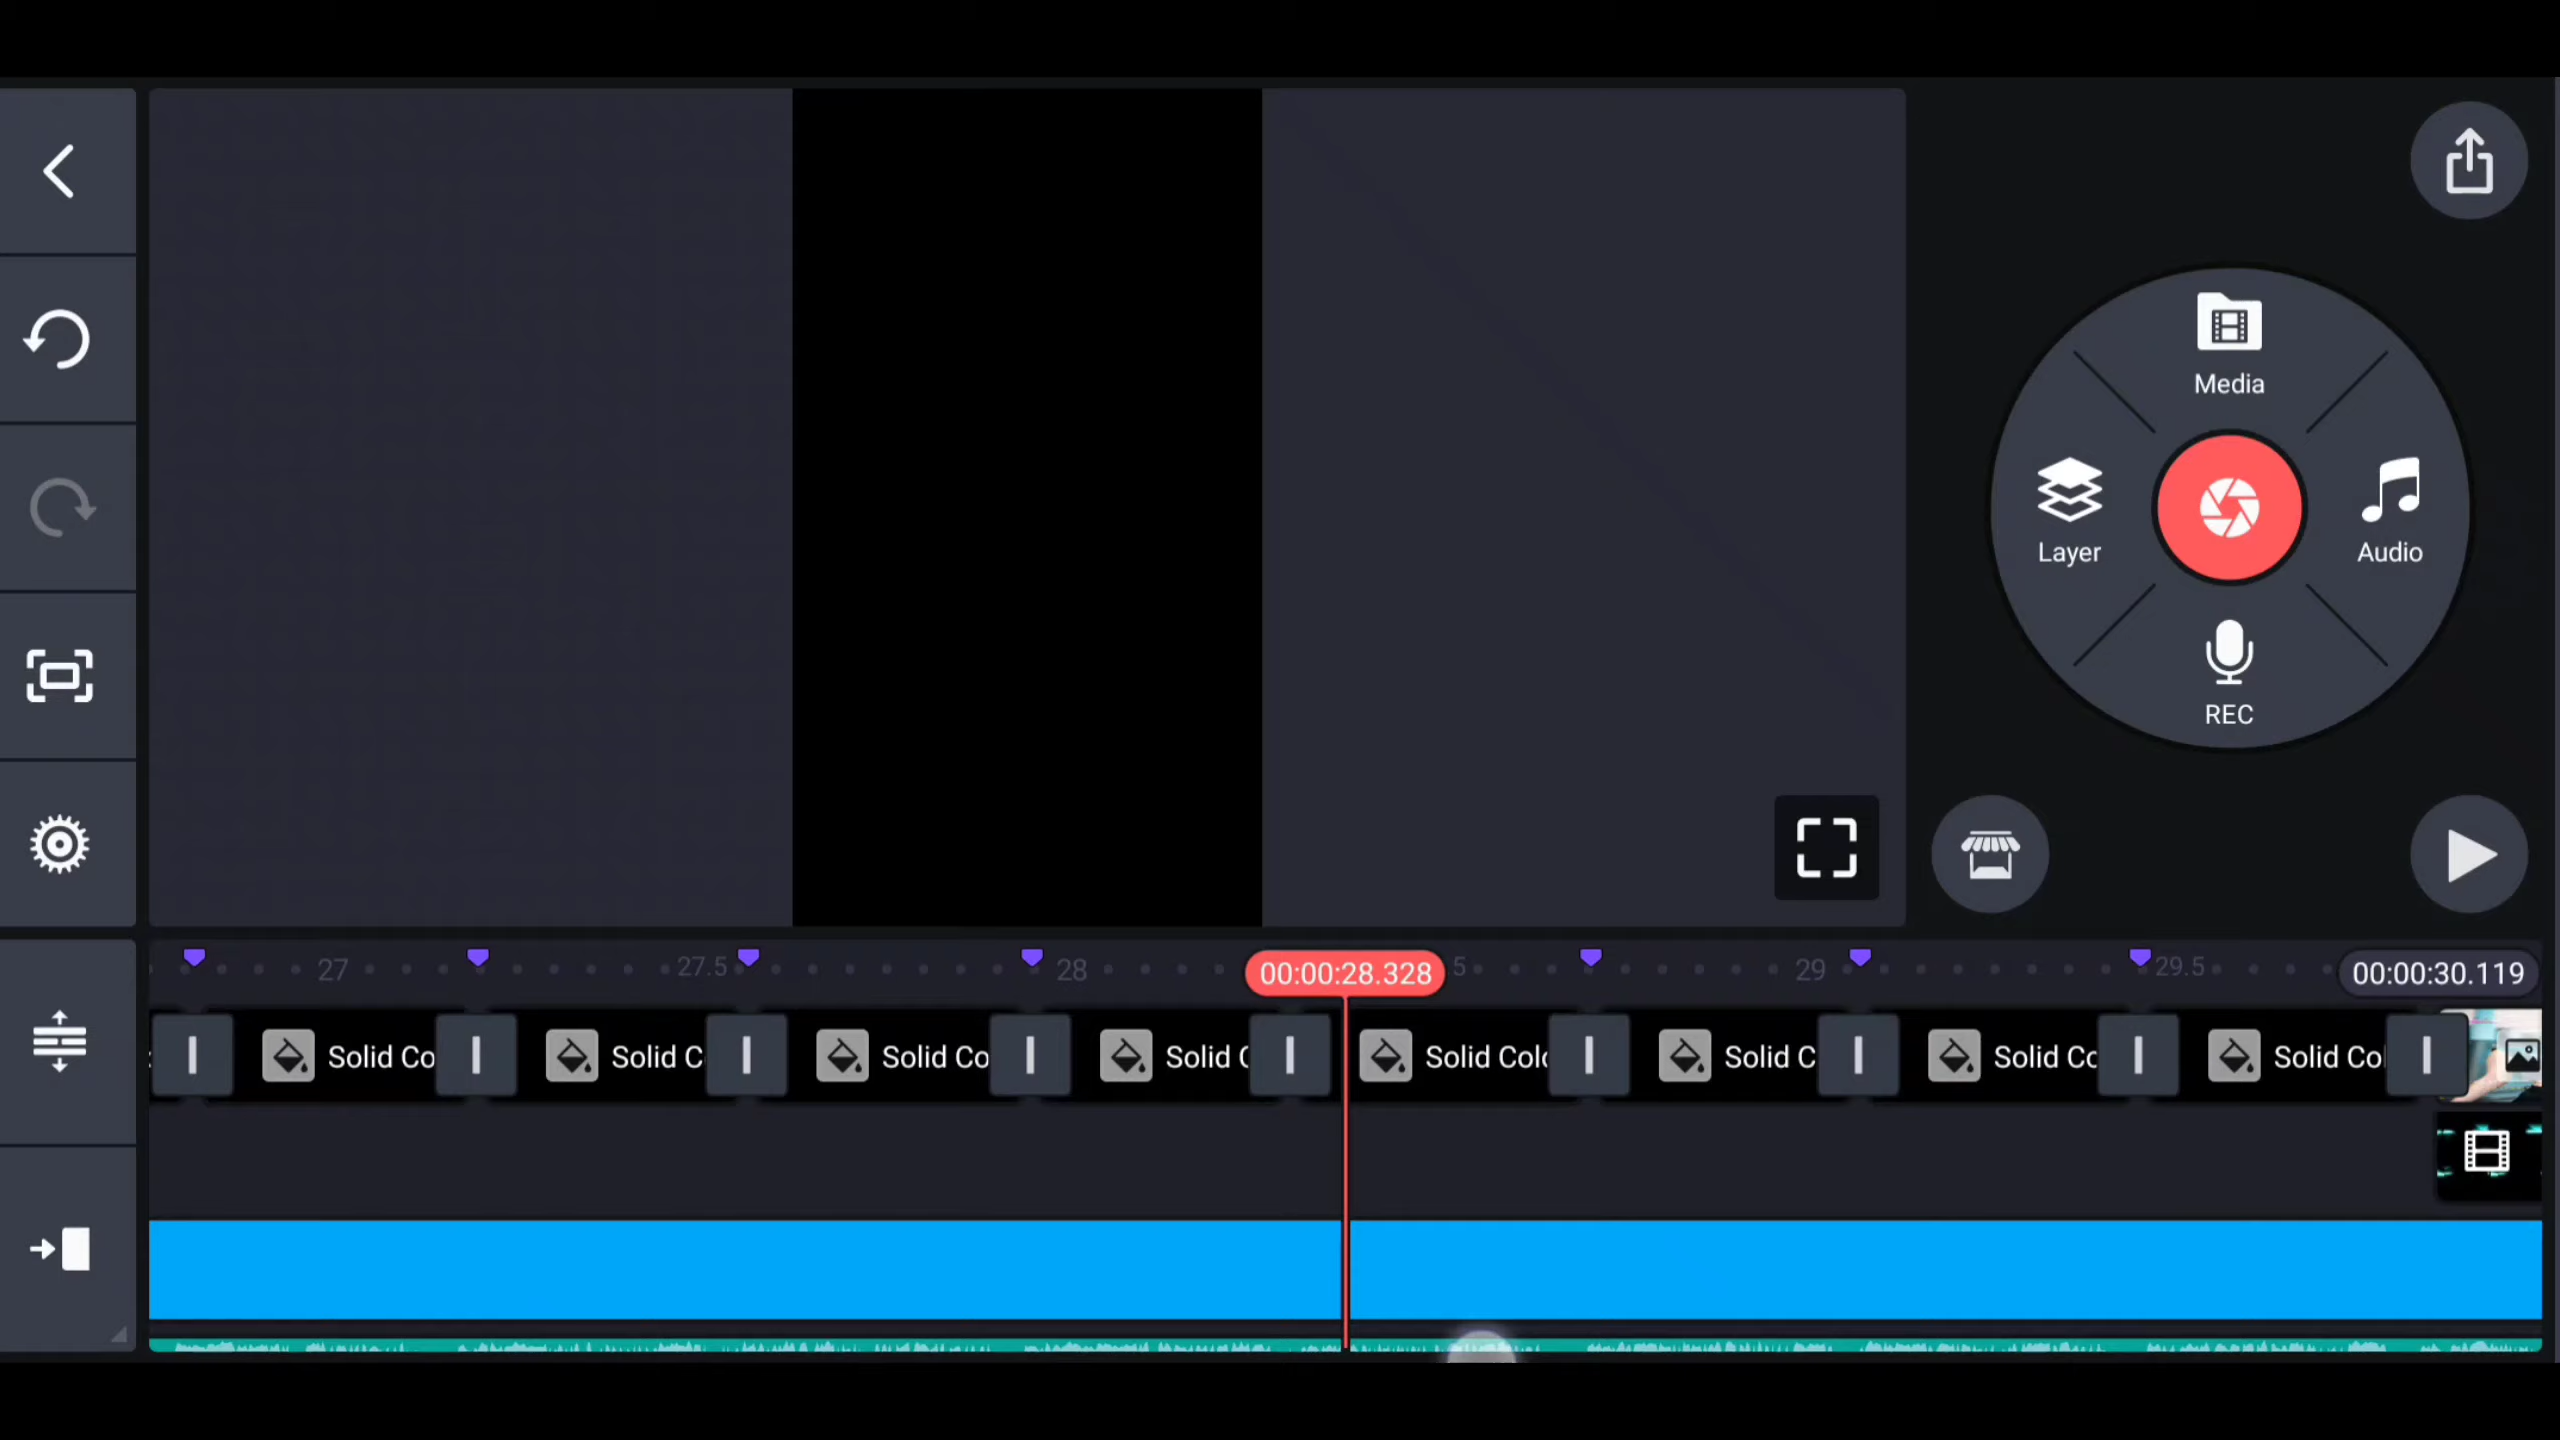 Media
Layer
Audio
REC
27
27.5
28
00:00:28.328
5
29
29.5
00:00:30.119
Solid Co
Solid C
Solid Co
Solid C
Solid Colo
Solid C
Solid Co
Solid Col